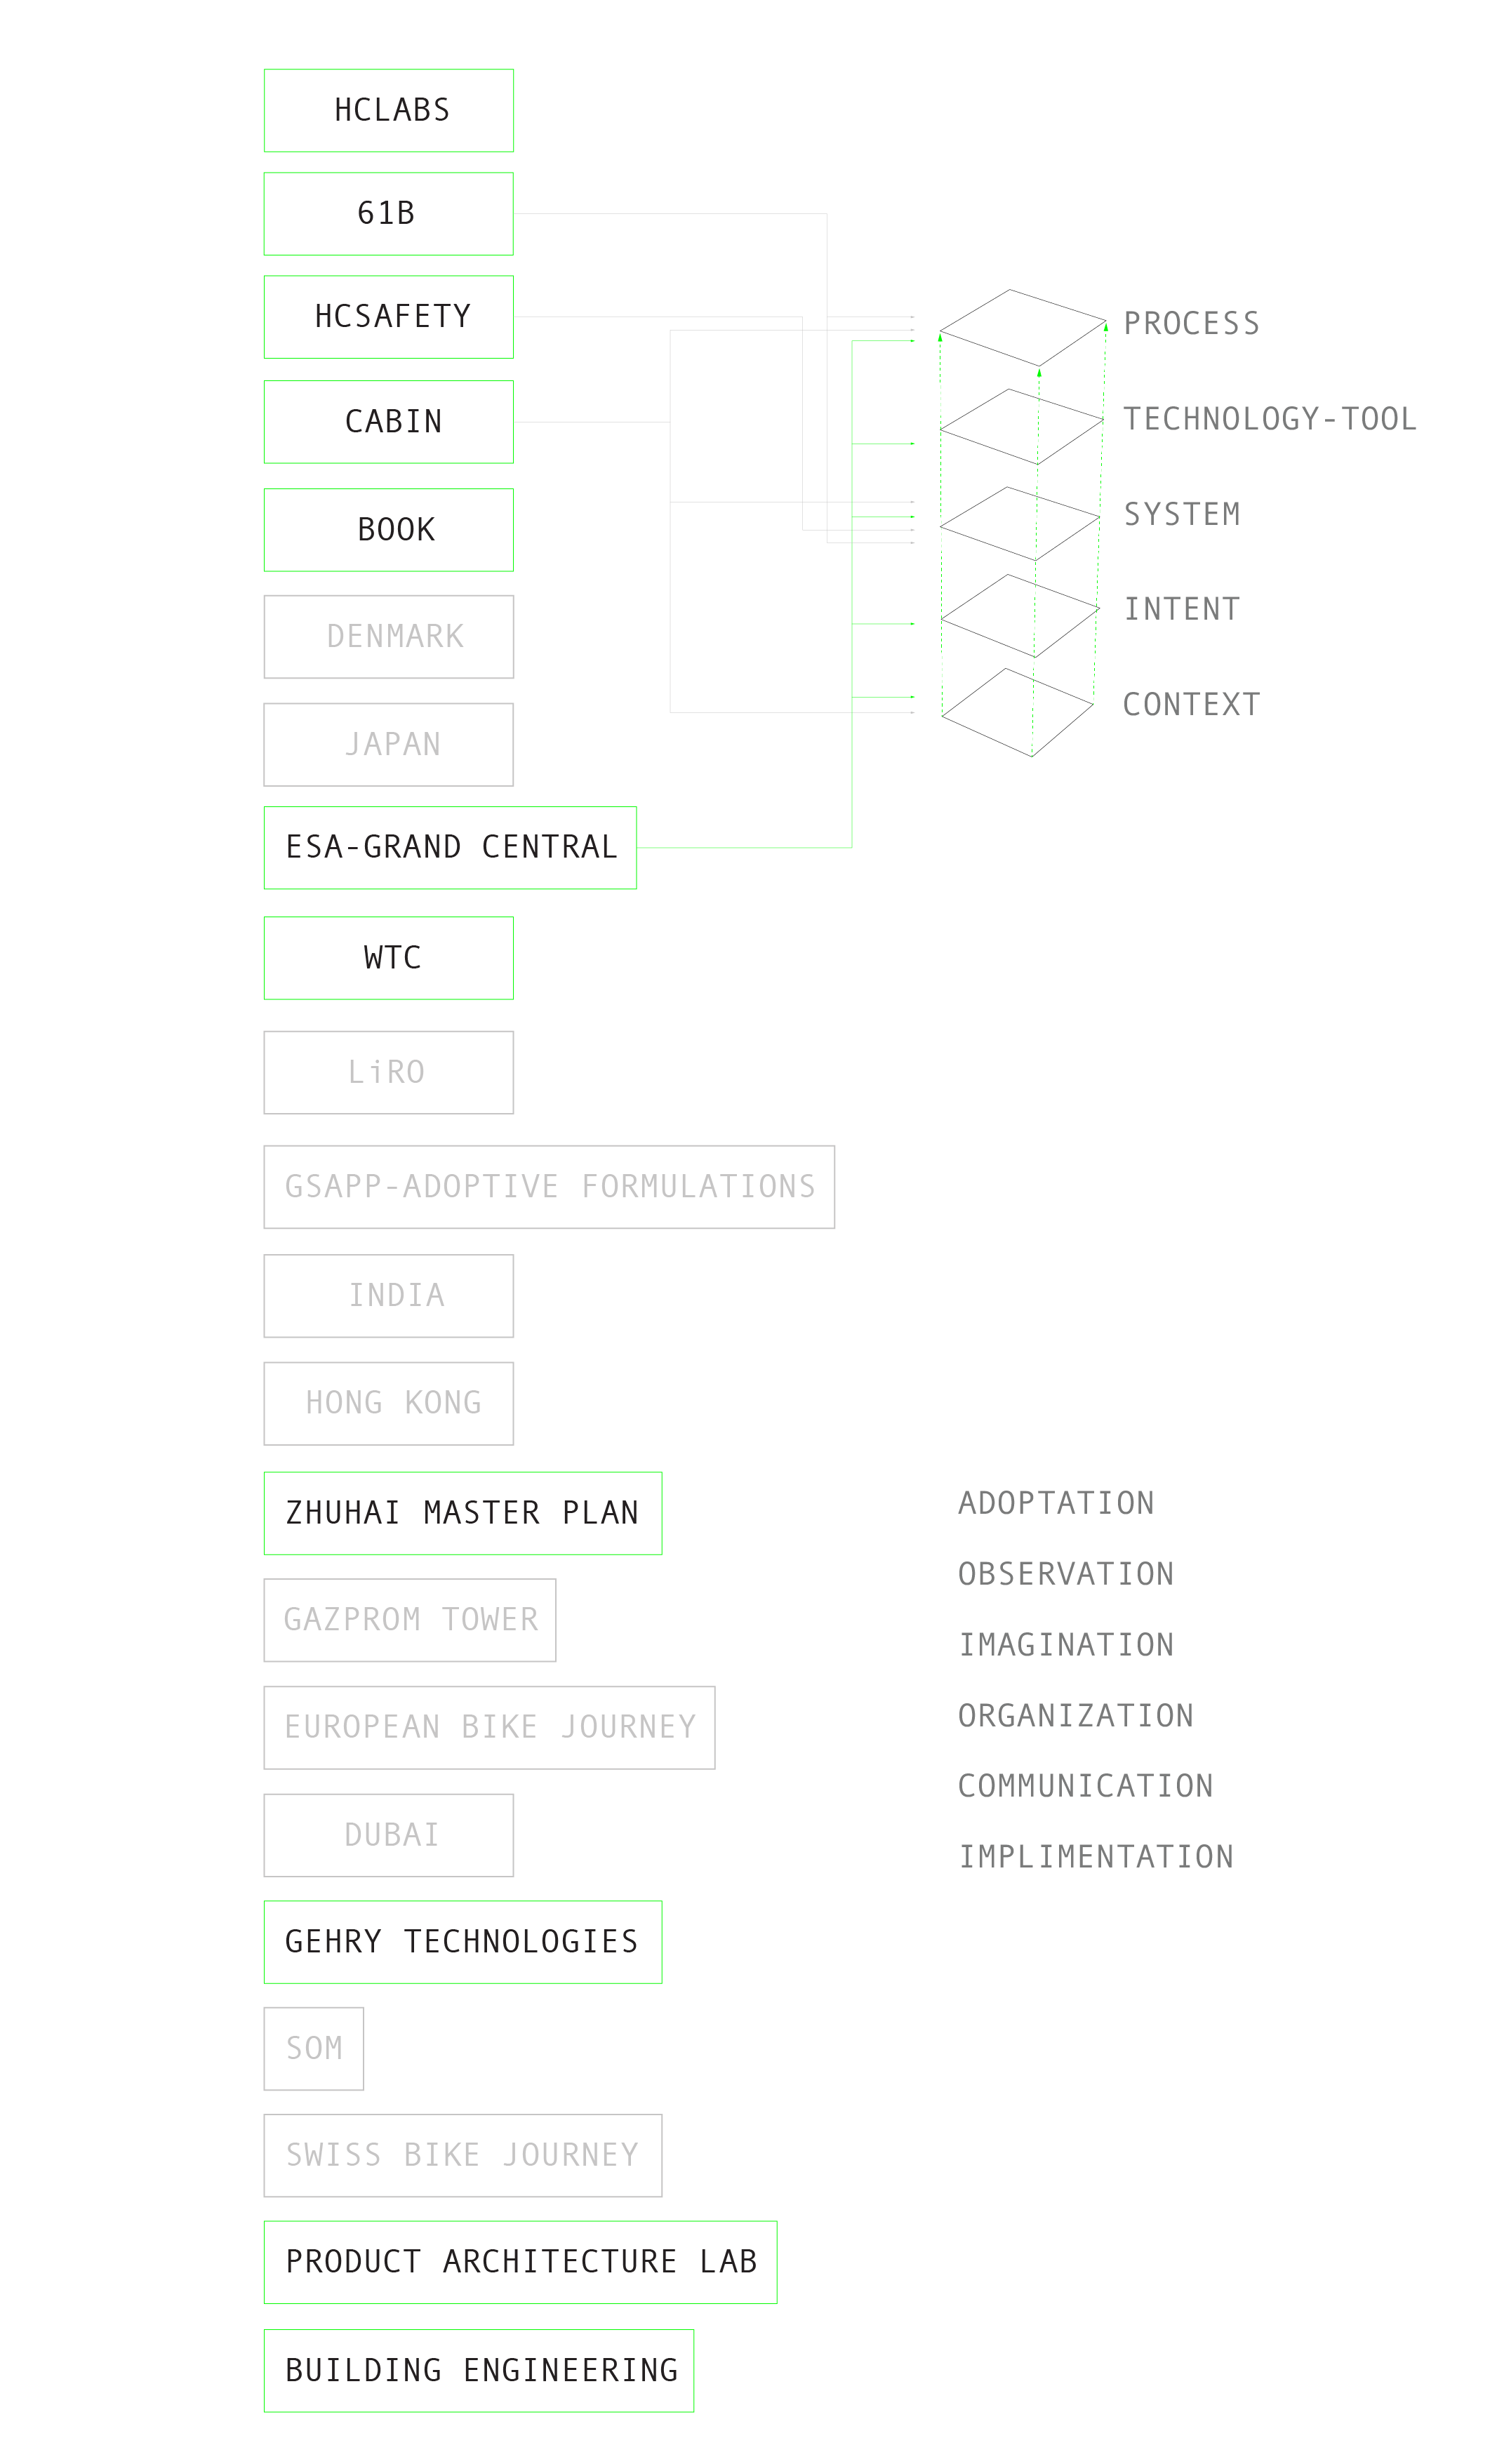 HCLABS
61B
HCSAFETY
CABIN
BOOK
DENMARK
JAPAN
ESA-GRAND CENTRAL
WTC
LiRO
GSAPP-ADOPTIVE FORMULATIONS
INDIA
HONG KONG
ZHUHAI MASTER PLAN
GAZPROM TOWER
EUROPEAN BIKE JOURNEY
DUBAI
GEHRY TECHNOLOGIES
SOM
SWISS BIKE JOURNEY
PRODUCT ARCHITECTURE LAB
BUILDING ENGINEERING
PROCESS
TECHNOLOGY-TOOL
SYSTEM
INTENT
CONTEXT
ADOPTATION
OBSERVATION
IMAGINATION
ORGANIZATION
COMMUNICATION
IMPLIMENTATION